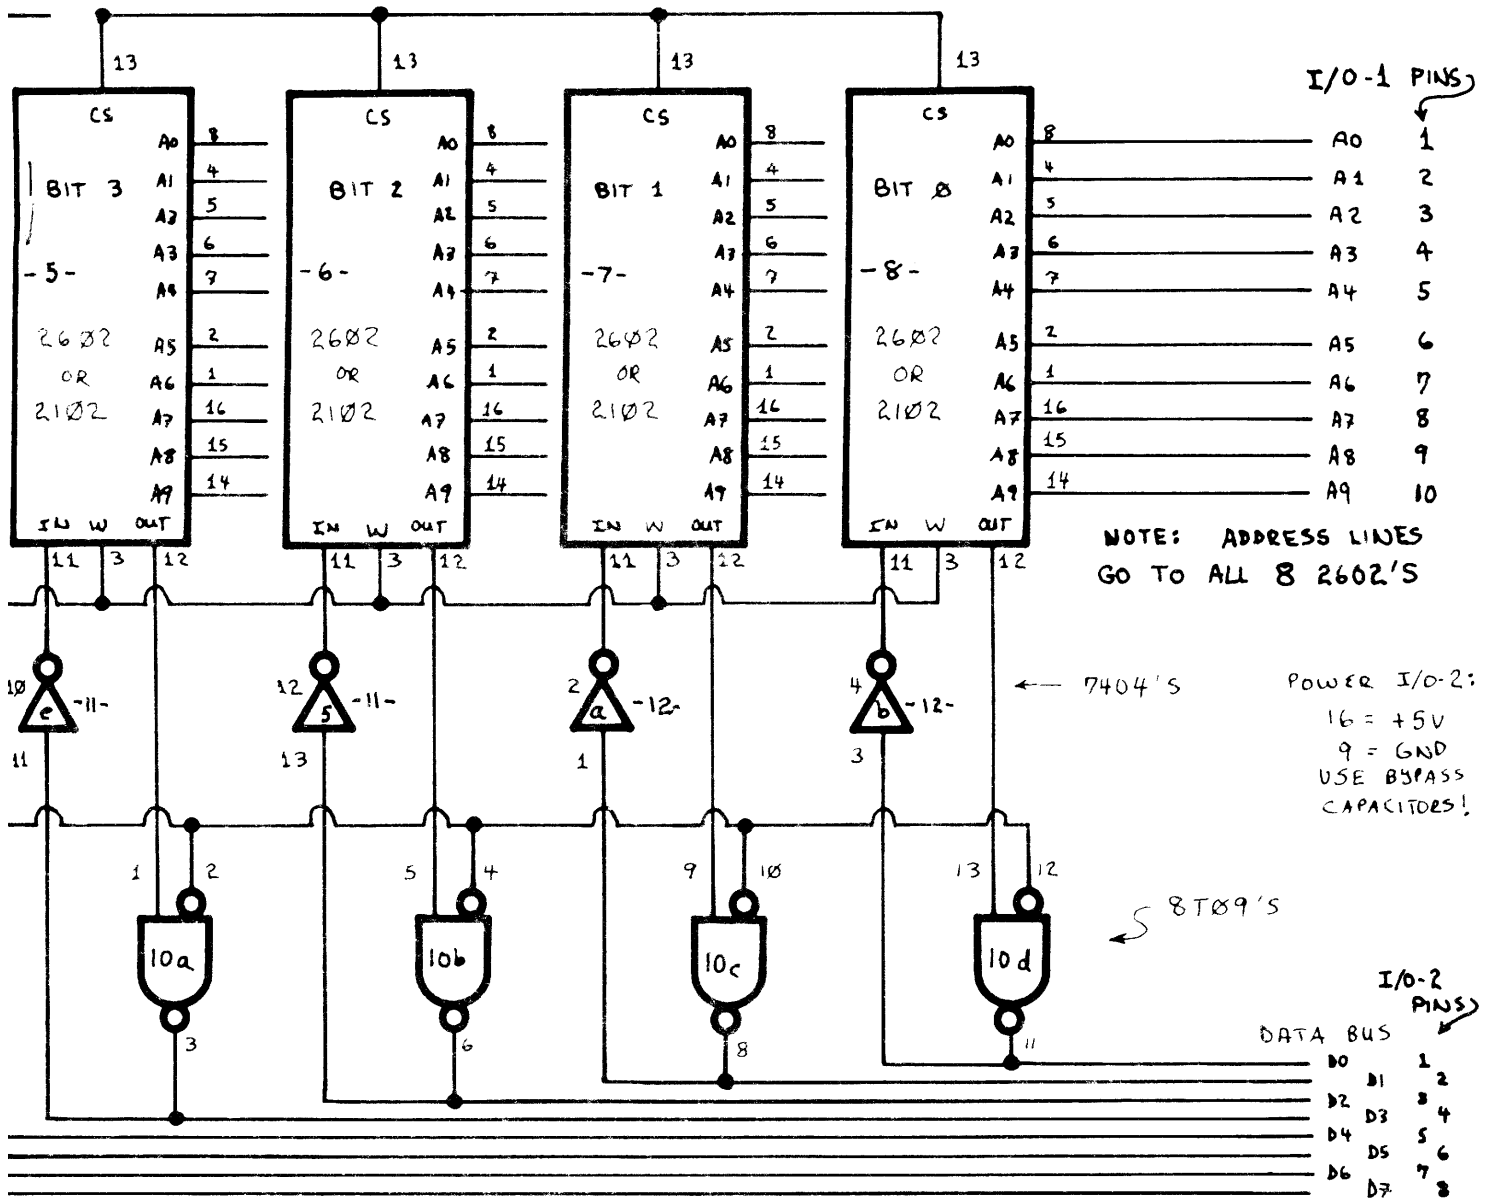 13 13 13 13
I/O-1 PINS
CS CS CS CS
A0 8 A0 8 A0 8 A0 8 A0 1
A1 4 A1 4 A1 4 A1 4 A1 2
BIT 3 BIT 2 BIT 1 BIT Ø
A2 5 A2 5 A2 5 A2 5 A2 3
A3 6 A3 6 A3 6 A3 6 A3 4
-5- -6- -7- -8-
A4 7 A4 7 A4 7 A4 7 A4 5
26Ø2 26Ø2 26Ø2 26Ø2
A5 2 A5 2 A5 2 A5 2 A5 6
OR OR OR OR
A6 1 A6 1 A6 1 A6 1 A6 7
21Ø2 21Ø2 21Ø2 21Ø2
A7 16 A7 16 A7 16 A7 16 A7 8
A8 15 A8 15 A8 15 A8 15 A8 9
A9 14 A9 14 A9 14 A9 14 A9 10
IN W OUT IN W OUT IN W OUT IN W OUT
NOTE: ADDRESS LINES
11 3 12 11 3 12 11 3 12 11 3 12
GO TO ALL 8 2602'S
10 e -11- 12 5 -11- 2 a -12- 4 b -12-
← 7404'S
POWER I/O-2:
16 = +5V
11 13 1 3
9 = GND
USE BYPASS
CAPACITORS!
1 2 5 4 9 10 13 12
8TØ9'S
10a 10b 10c 10d
I/O-2
PINS
3 6 8 11
DATA BUS
D0 1
D1 2
D2 3
D3 4
D4 5
D5 6
D6 7
D7 8